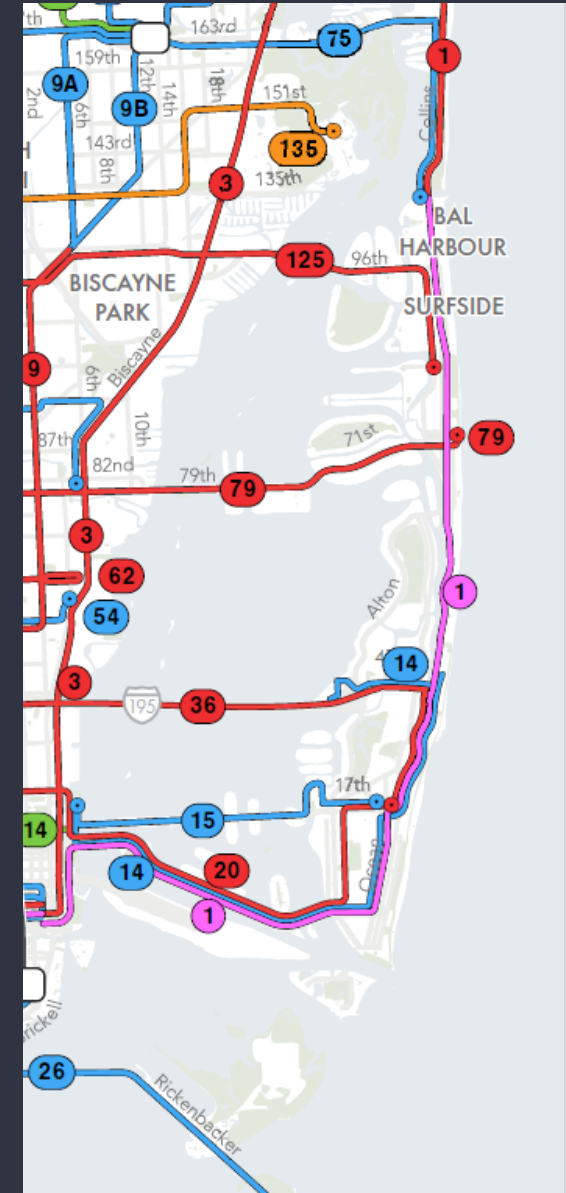 163rd
75
1
159th
9A
12th
14th
18th
151st
2nd
6th
9B
Collins
143rd
8th
135
135th
3
BAL
HARBOUR
125
96th
BISCAYNE
PARK
SURFSIDE
Biscayne
9
6th
10th
71st
79
87th
82nd
79th
79
3
62
54
Alton
1
14
3
195
36
17th
15
14
14
20
Ocean
1
26
Rickenbacker